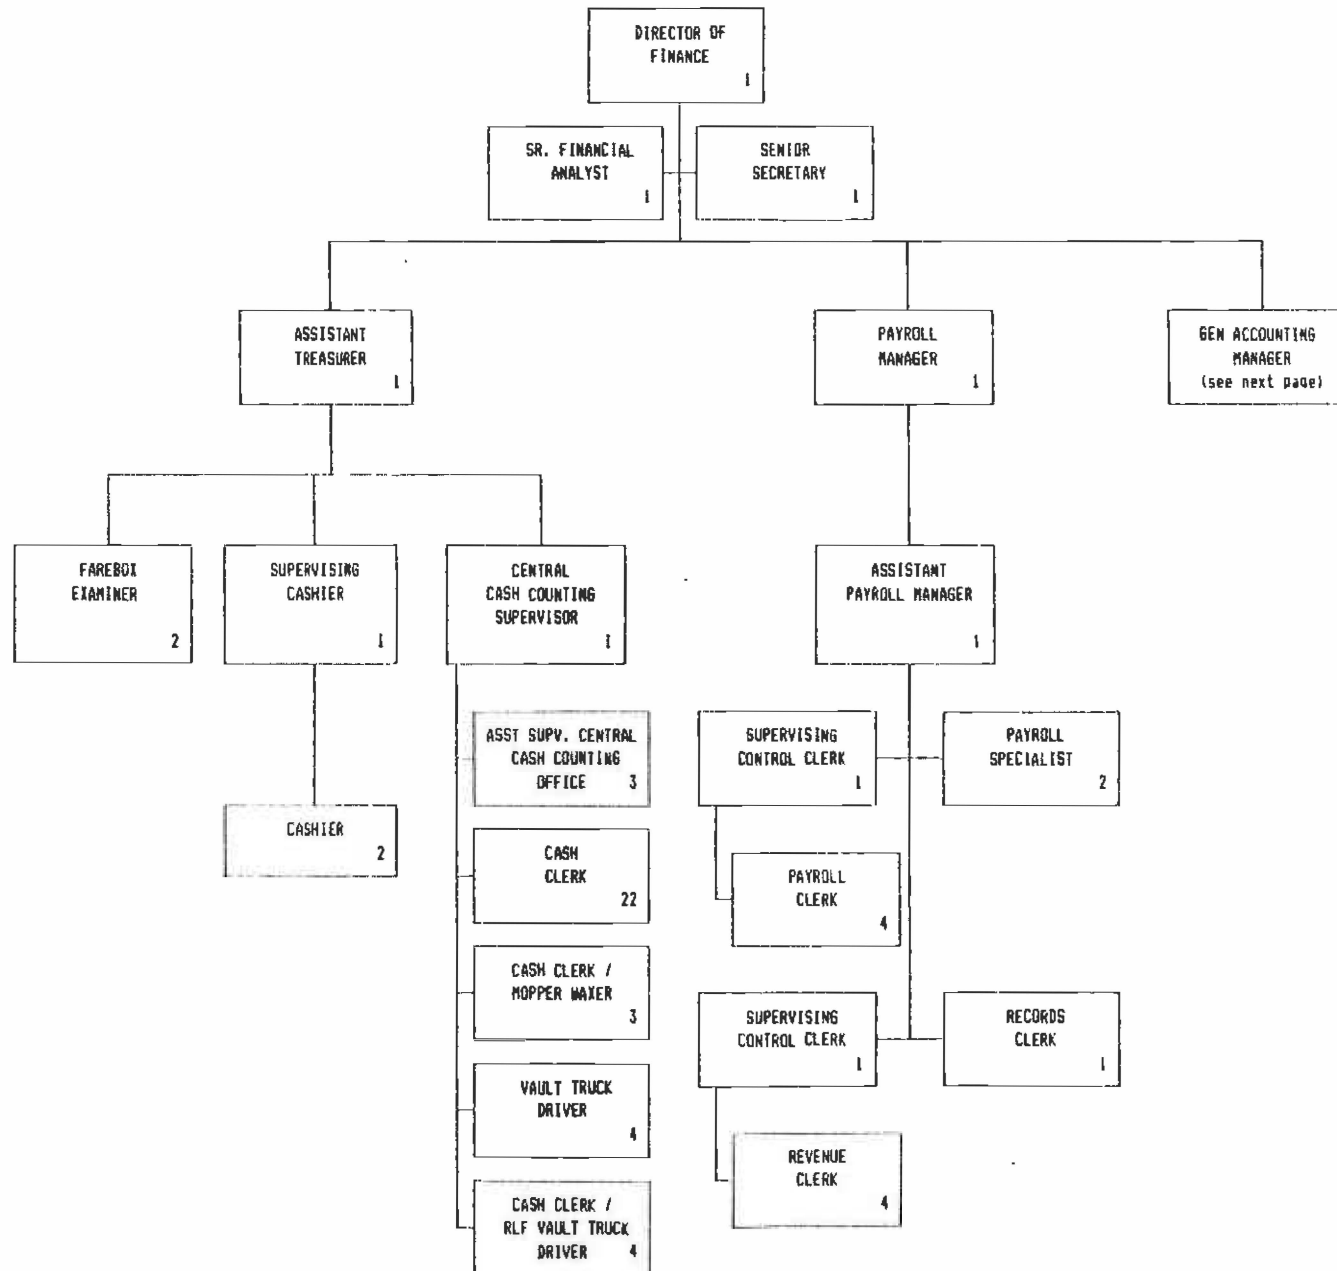 DIRECTOR OF
FINANCE
1
SR. FINANCIAL
ANALYST
1
SENIOR
SECRETARY
1
ASSISTANT
TREASURER
1
PAYROLL
MANAGER
1
GEN ACCOUNTING
MANAGER
(see next page)
FAREBOX
EXAMINER
2
SUPERVISING
CASHIER
1
CENTRAL
CASH COUNTING
SUPERVISOR
1
ASSISTANT
PAYROLL MANAGER
1
ASST SUPV. CENTRAL
CASH COUNTING
OFFICE 3
SUPERVISING
CONTROL CLERK
1
PAYROLL
SPECIALIST
2
CASHIER
2
CASH
CLERK
22
PAYROLL
CLERK
4
CASH CLERK /
MOPPER WAXER
3
SUPERVISING
CONTROL CLERK
1
RECORDS
CLERK
1
VAULT TRUCK
DRIVER
4
REVENUE
CLERK
4
CASH CLERK /
RLF VAULT TRUCK
DRIVER 4